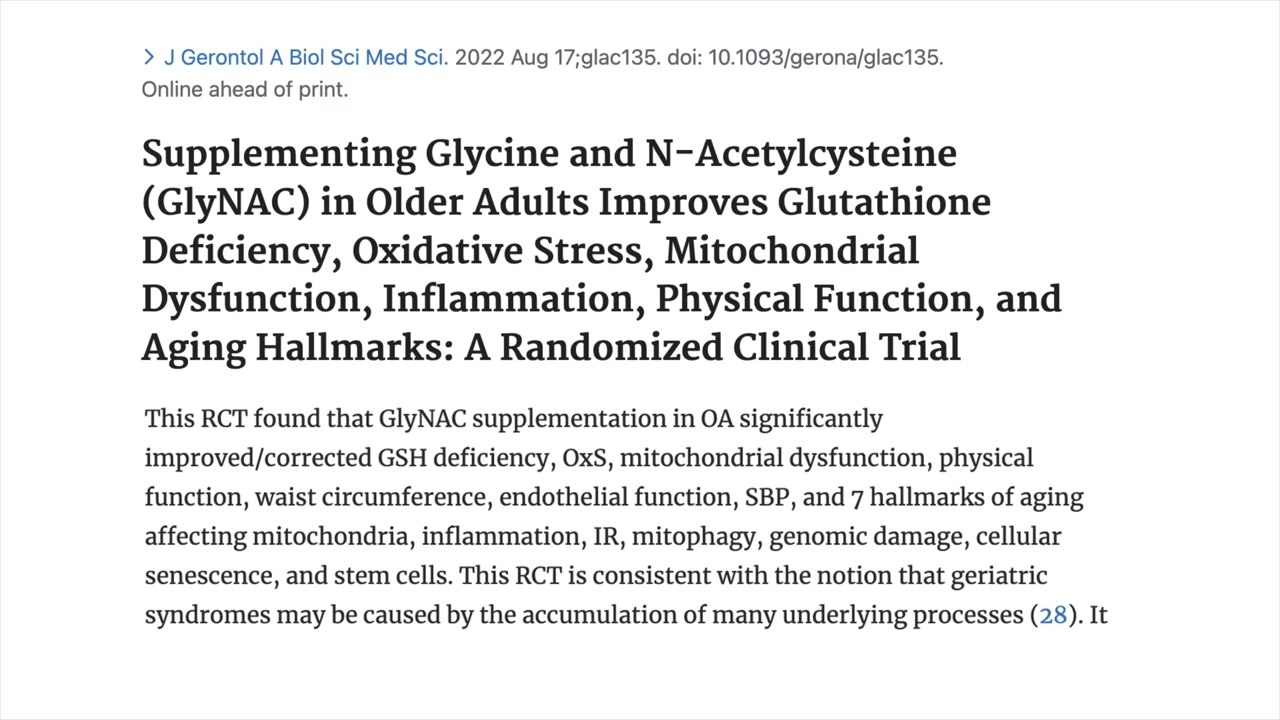 > J Gerontol A Biol Sci Med Sci. 2022 Aug 17;glac135. doi: 10.1093/gerona/glac135.
Online ahead of print.
Supplementing Glycine and N-Acetylcysteine
(GlyNAC) in Older Adults Improves Glutathione
Deficiency, Oxidative Stress, Mitochondrial
Dysfunction, Inflammation, Physical Function, and
Aging Hallmarks: A Randomized Clinical Trial
This RCT found that GlyNAC supplementation in OA significantly
improved/corrected GSH deficiency, OxS, mitochondrial dysfunction, physical
function, waist circumference, endothelial function, SBP, and 7 hallmarks of aging
affecting mitochondria, inflammation, IR, mitophagy, genomic damage, cellular
senescence, and stem cells. This RCT is consistent with the notion that geriatric
syndromes may be caused by the accumulation of many underlying processes (28). It